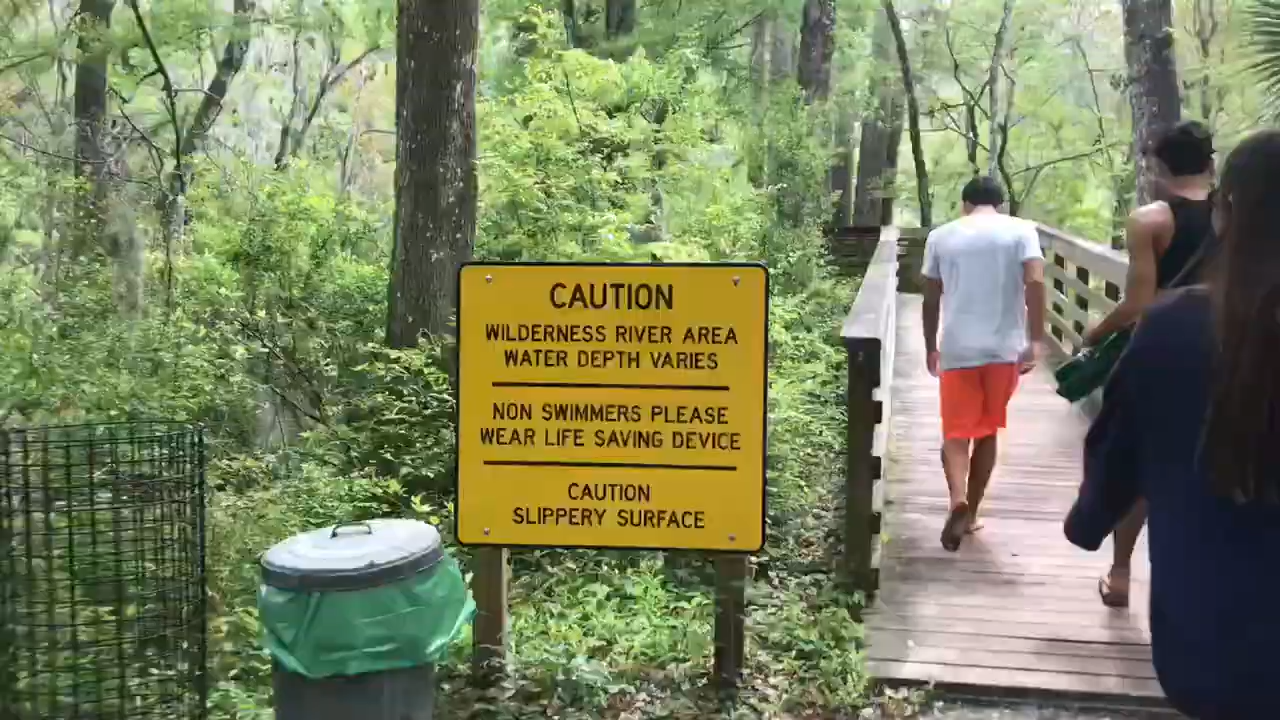 CAUTION
WILDERNESS RIVER AREA
WATER DEPTH VARIES
NON SWIMMERS PLEASE
WEAR LIFE SAVING DEVICE
CAUTION
SLIPPERY SURFACE